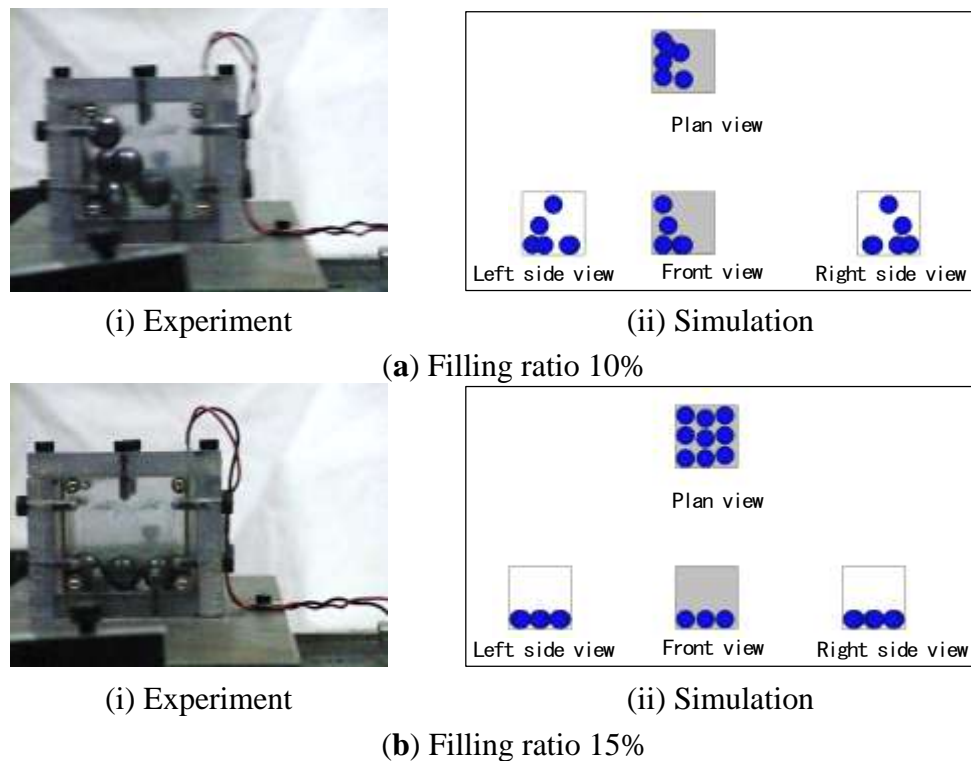 Plan view
Left side view
Front view
Right side view
(i) Experiment
(ii) Simulation
(a) Filling ratio 10%
Plan view
Left side view
Front view
Right side view
(i) Experiment
(ii) Simulation
(b) Filling ratio 15%